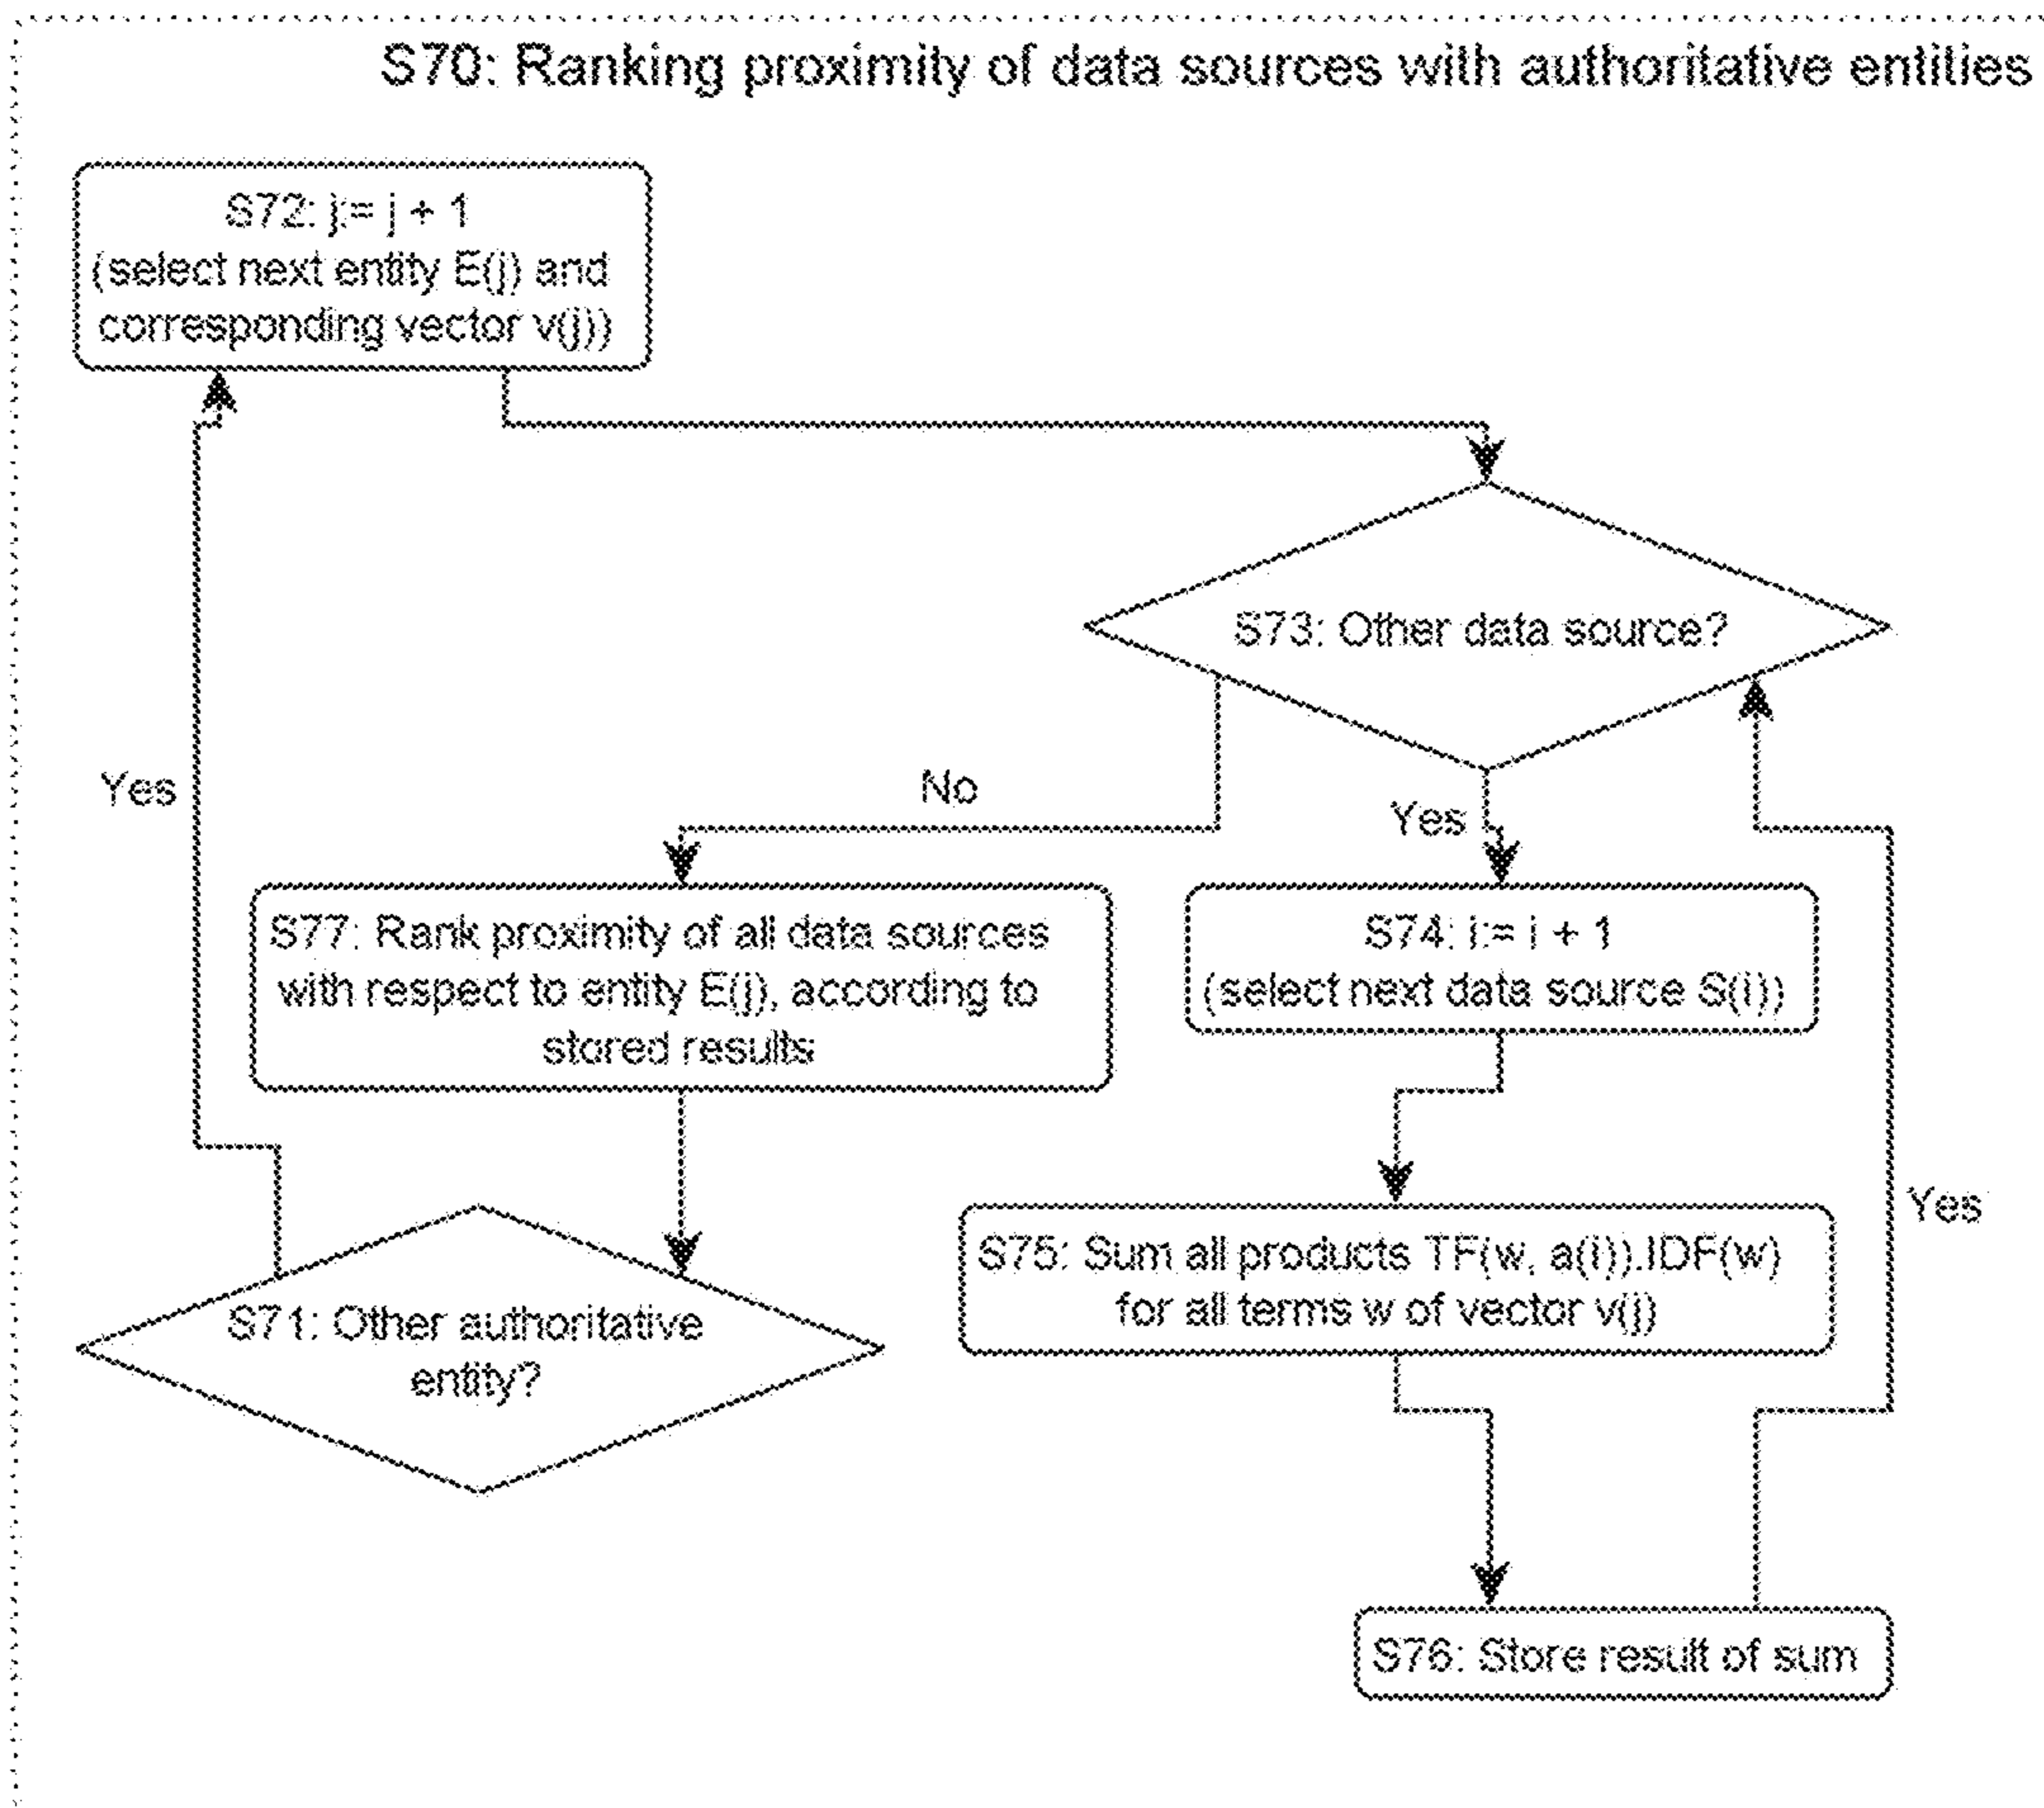 S70: Ranking proximity of data sources with authoritative entities
S72: j:= j + 1
(select next entity E(j) and
corresponding vector v(j))
S73: Other data source?
Yes
No
Yes
S77: Rank proximity of all data sources
with respect to entity E(j), according to
stored results
S74: i:= i + 1
(select next data source S(i))
Yes
S75: Sum all products TF(w, a(i)).IDF(w)
for all terms w of vector v(j)
S71: Other authoritative
entity?
S76: Store result of sum